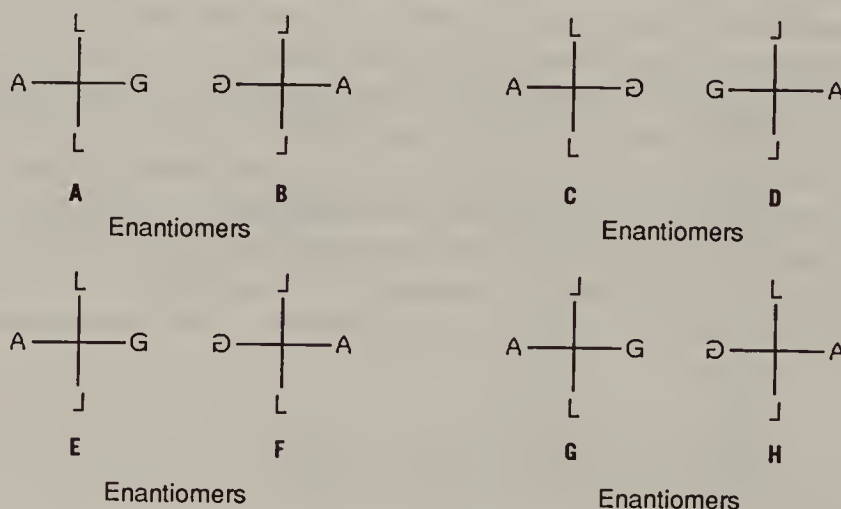 L ⅃ L ⅃
A G G A A G G A
L ⅃ L ⅃
A B C D
Enantiomers Enantiomers
L ⅃ ⅃ L
A G G A A G G A
⅃ L L ⅃
E F G H
Enantiomers Enantiomers